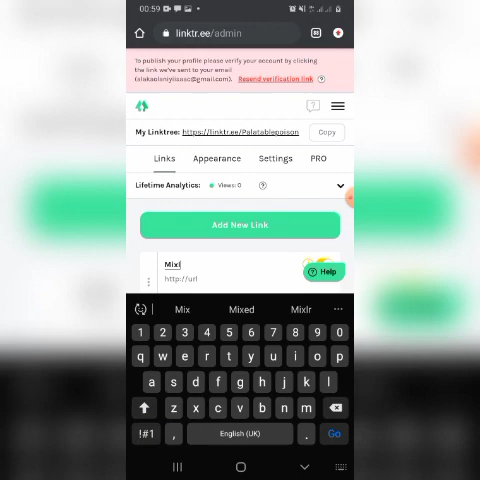 00:59
linktr.ee/admin
To publish your profile please verify your account by clicking
the link we've sent to your email
Resend verification link ?
?
My Linktree: https://linktr.ee/Palatablepoison Copy
Links Appearance Settings PRO
Lifetime Analytics: Views: 0 ?
Add New Link
Mixl
http://url
? Help
Mix Mixed Mixlr
1 2 3 4 5 6 7 8 9 0
q w e r t y u i o p
a s d f g h j k l
z x c v b n m
!#1 , English (UK) . Go